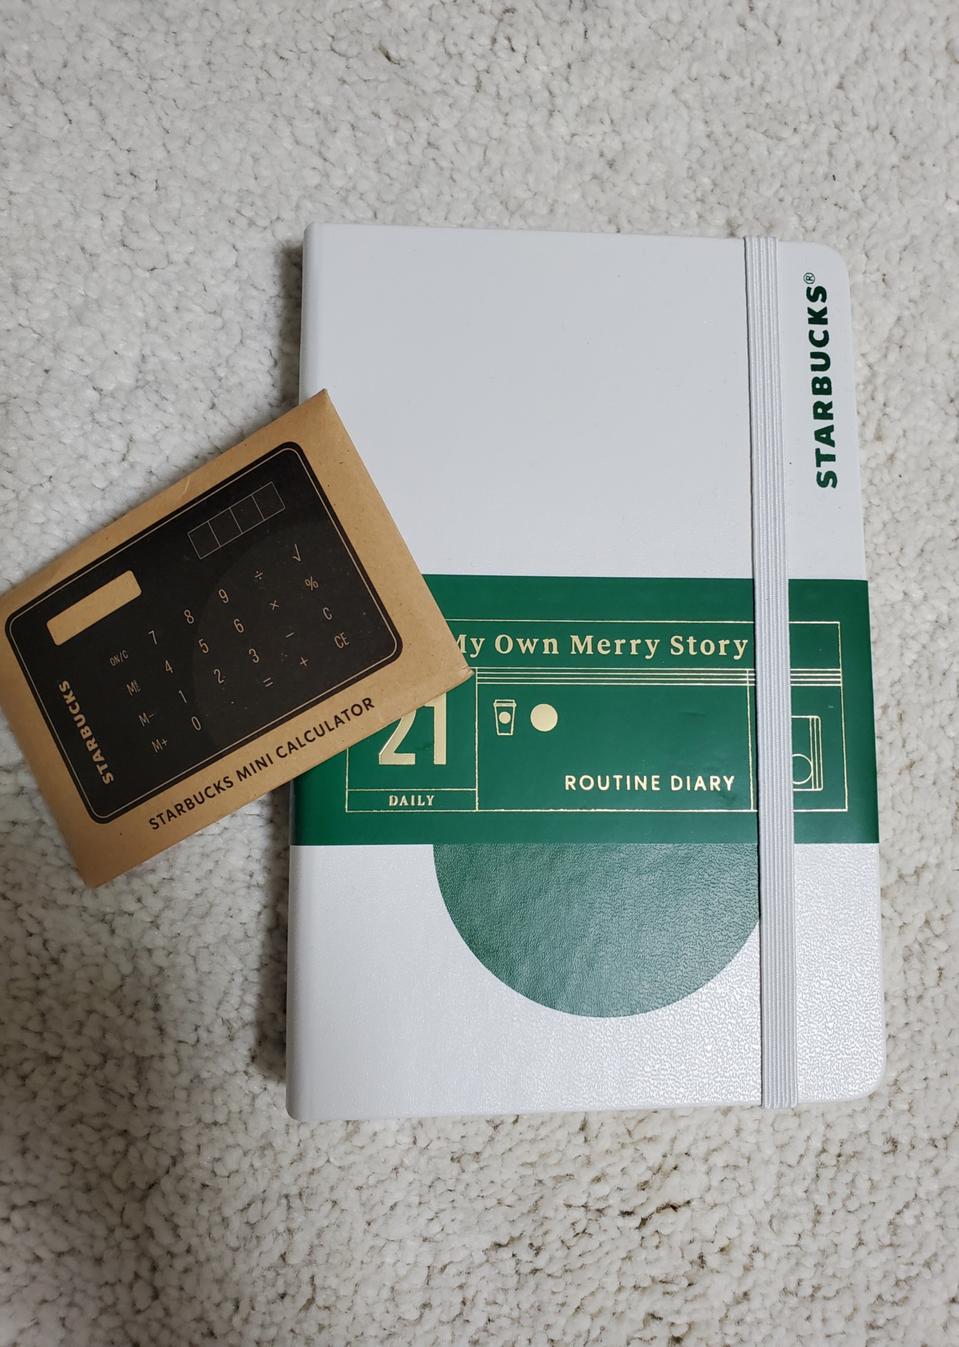 STARBUCKS®
My Own Merry Story
21
DAILY
ROUTINE DIARY
STARBUCKS
ON/C 7 8 9 ÷ √
4 5 6 × %
M- 1 2 3 − C
M+ 0 = + CE
STARBUCKS MINI CALCULATOR